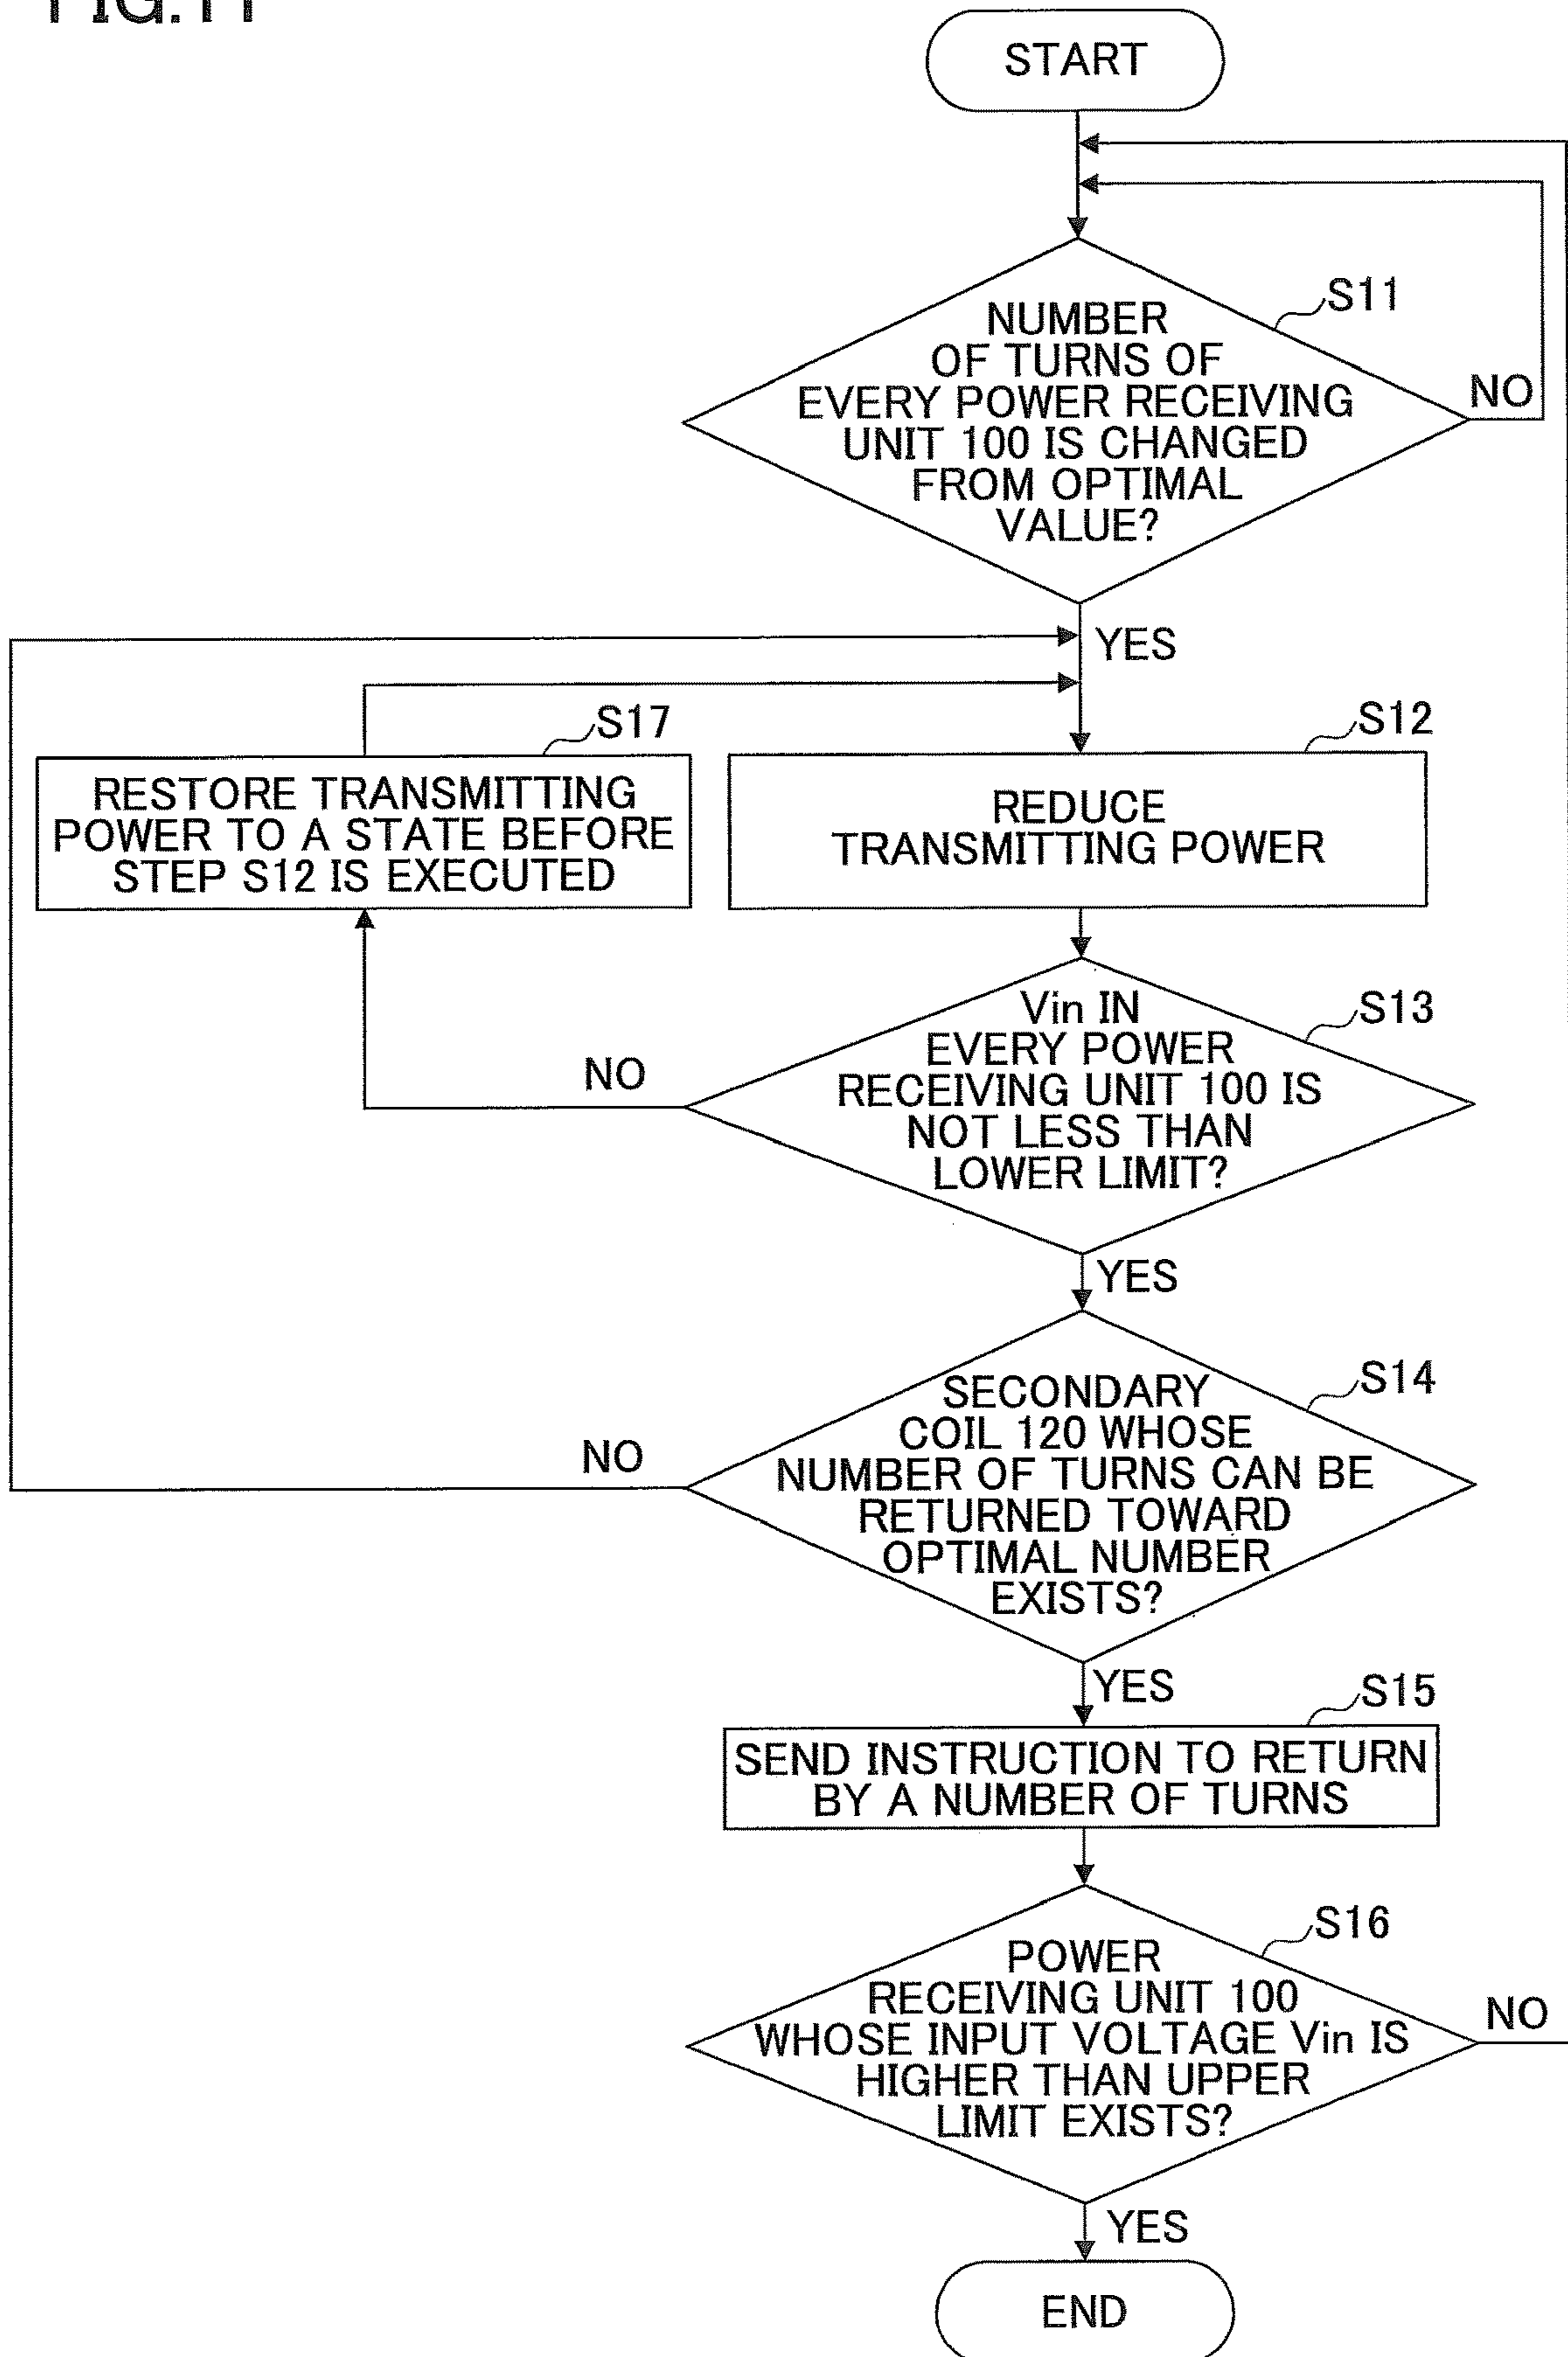 FIG.11
START
S11
NUMBER
OF TURNS OF
EVERY POWER RECEIVING
UNIT 100 IS CHANGED
FROM OPTIMAL
VALUE?
NO
YES
S17
RESTORE TRANSMITTING
POWER TO A STATE BEFORE
STEP S12 IS EXECUTED
S12
REDUCE
TRANSMITTING POWER
S13
Vin IN
EVERY POWER
RECEIVING UNIT 100 IS
NOT LESS THAN
LOWER LIMIT?
NO
YES
S14
SECONDARY
COIL 120 WHOSE
NUMBER OF TURNS CAN BE
RETURNED TOWARD
OPTIMAL NUMBER
EXISTS?
NO
YES
S15
SEND INSTRUCTION TO RETURN
BY A NUMBER OF TURNS
S16
POWER
RECEIVING UNIT 100
WHOSE INPUT VOLTAGE Vin IS
HIGHER THAN UPPER
LIMIT EXISTS?
NO
YES
END